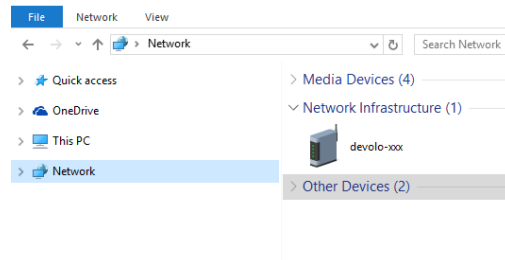 File Network View
Network Search Network
Quick access
OneDrive
This PC
Network
Media Devices (4)
Network Infrastructure (1)
devolo-xxx
Other Devices (2)